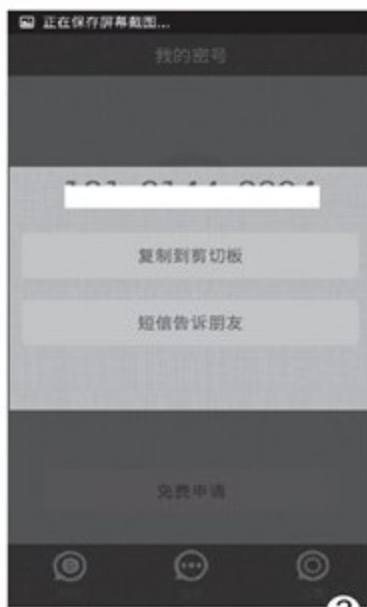 正在保存屏幕截图...
我的密号
复制到剪切板
短信告诉朋友
免费申请